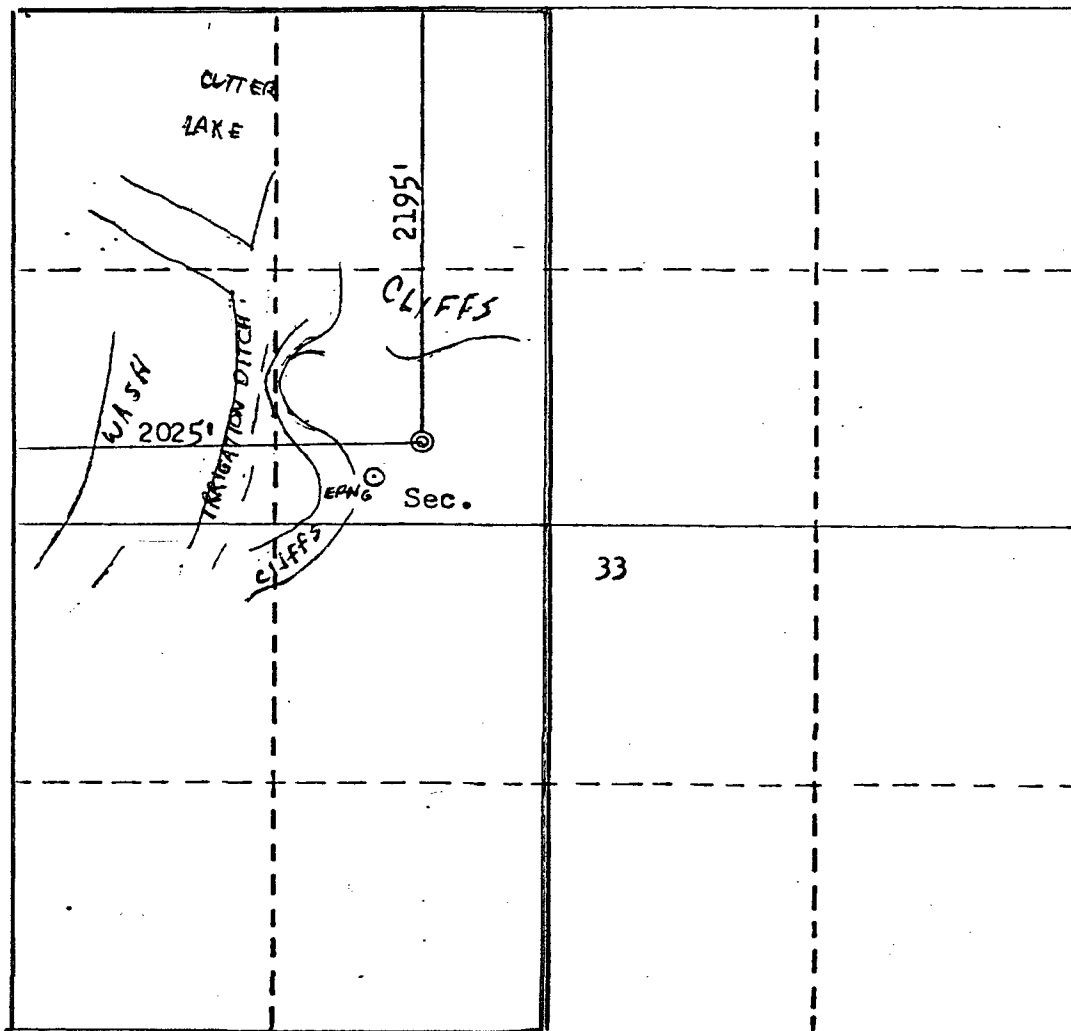 CUTTER
LAKE
2195'
CLIFFS
WASH
IRRIGATION DITCH
2025'
EPNG
Sec.
cliffs
33